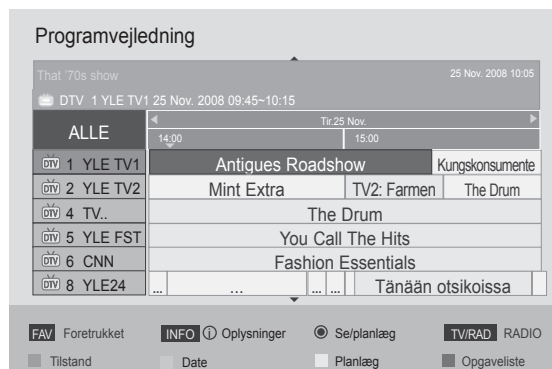 Programvejledning
That '70s show 25 Nov. 2008 10:05
DTV 1 YLE TV1 25 Nov. 2008 09:45~10:15
ALLE
Tir.25 Nov.
14:00 15:00
DTV 1 YLE TV1 Antigues Roadshow Kungskonsumente
DTV 2 YLE TV2 Mint Extra TV2: Farmen The Drum
DTV 4 TV.. The Drum
DTV 5 YLE FST You Call The Hits
DTV 6 CNN Fashion Essentials
DTV 8 YLE24 ... ... ... ... Tänään otsikoissa
FAV Foretrukket INFO i Oplysninger Se/planlæg TV/RAD RADIO
Tilstand Date Planlæg Opgaveliste